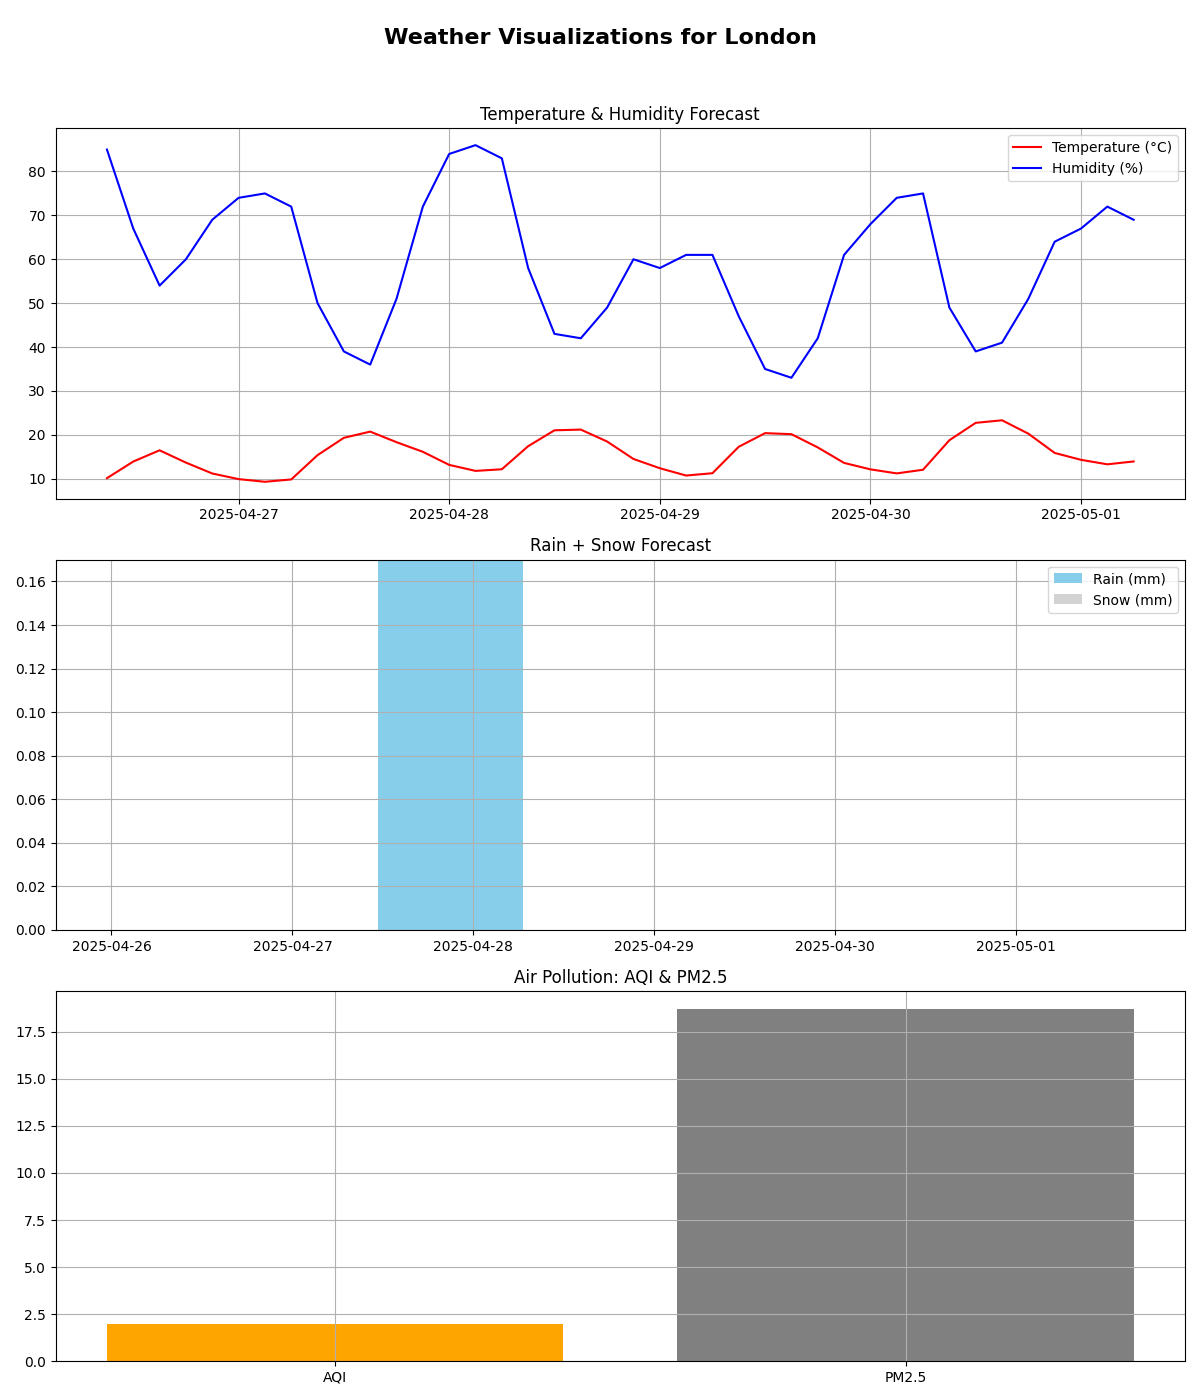 Weather Visualizations for London
Temperature & Humidity Forecast
Temperature (°C)
Humidity (%)
80
70
60
50
40
30
20
10
2025-04-27 2025-04-28 2025-04-29 2025-04-30 2025-05-01
Rain + Snow Forecast
Rain (mm)
Snow (mm)
0.16
0.14
0.12
0.10
0.08
0.06
0.04
0.02
0.00
2025-04-26 2025-04-27 2025-04-28 2025-04-29 2025-04-30 2025-05-01
Air Pollution: AQI & PM2.5
17.5
15.0
12.5
10.0
7.5
5.0
2.5
0.0
AQI PM2.5